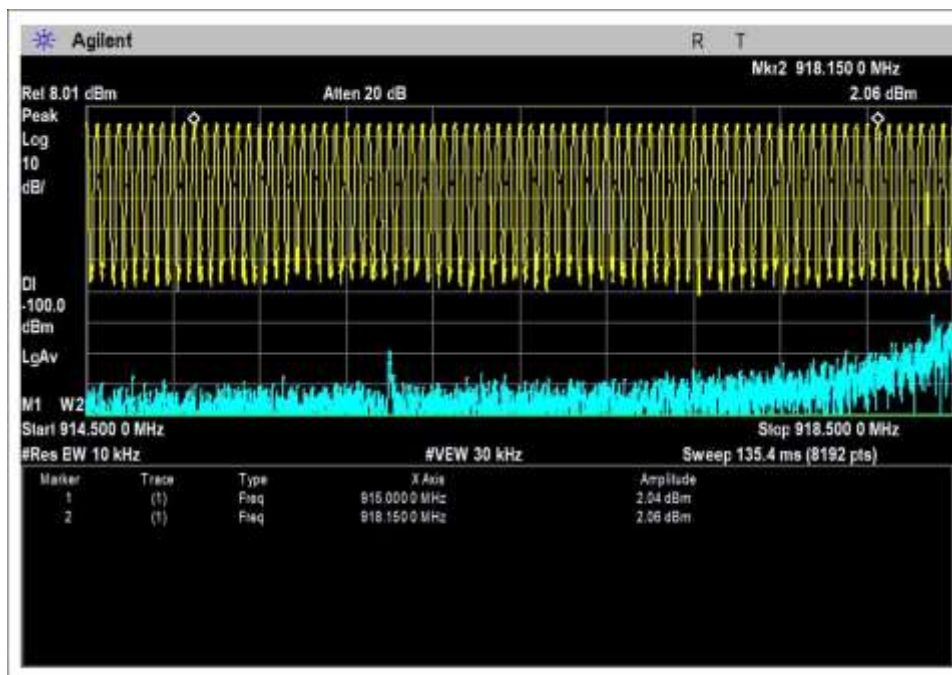 Agilent R T
Mkr2 918.150 0 MHz
Ref 8.01 dBm Atten 20 dB 2.06 dBm
Peak
Log
10
dB/
DI
-100.0
dBm
LgAv
M1 W2
Start 914.500 0 MHz Stop 918.500 0 MHz
#Res BW 10 kHz #VBW 30 kHz Sweep 135.4 ms (8192 pts)
Marker Trace Type X Axis Amplitude
1 (1) Freq 915.000 0 MHz 2.04 dBm
2 (1) Freq 918.150 0 MHz 2.06 dBm